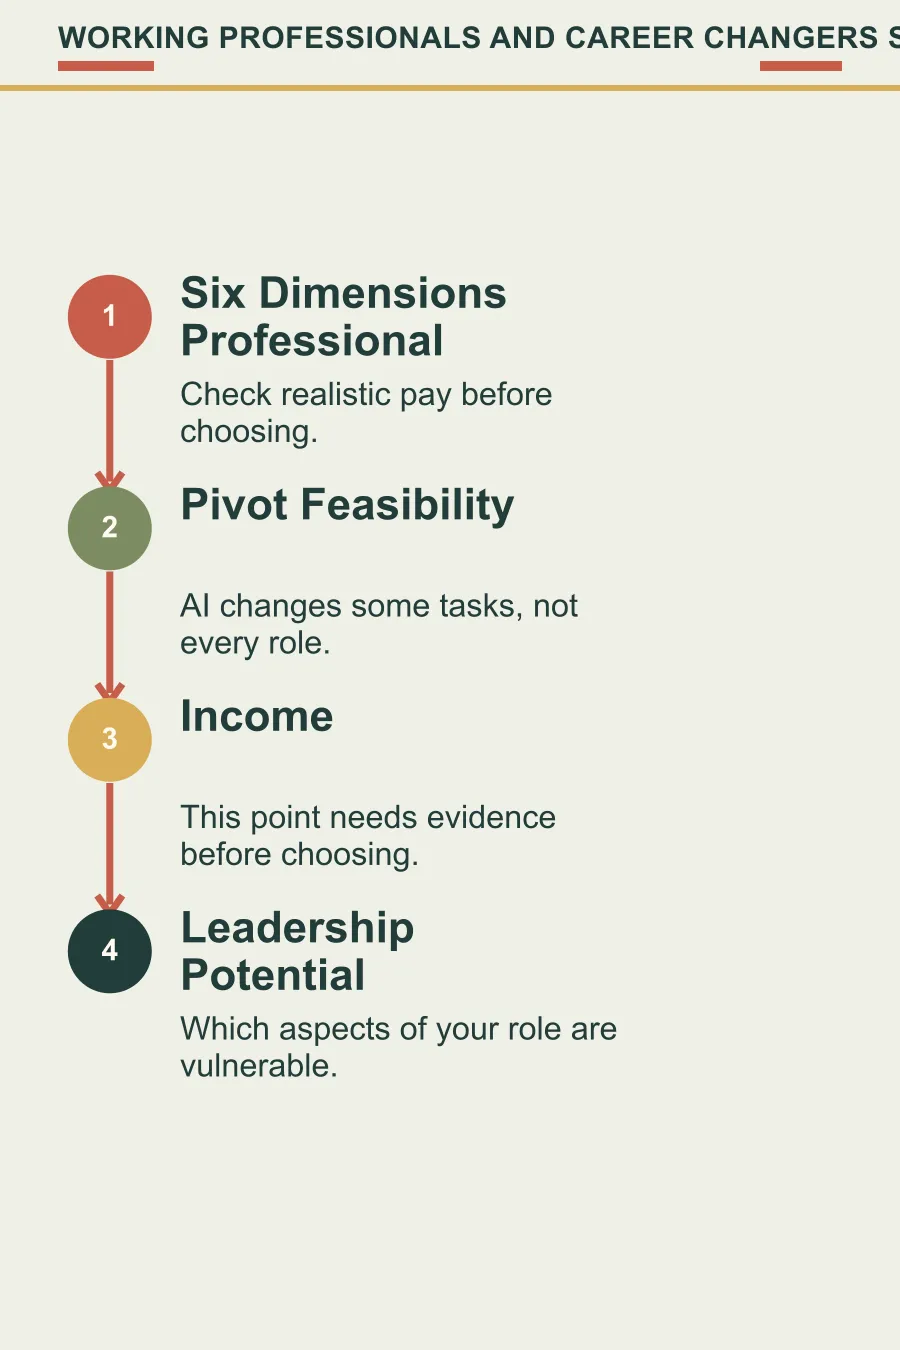 WORKING PROFESSIONALS AND CAREER CHANGERS S
1
Six Dimensions
Professional
Check realistic pay before
choosing.
2
Pivot Feasibility
AI changes some tasks, not
every role.
3
Income
This point needs evidence
before choosing.
4
Leadership
Potential
Which aspects of your role are
vulnerable.